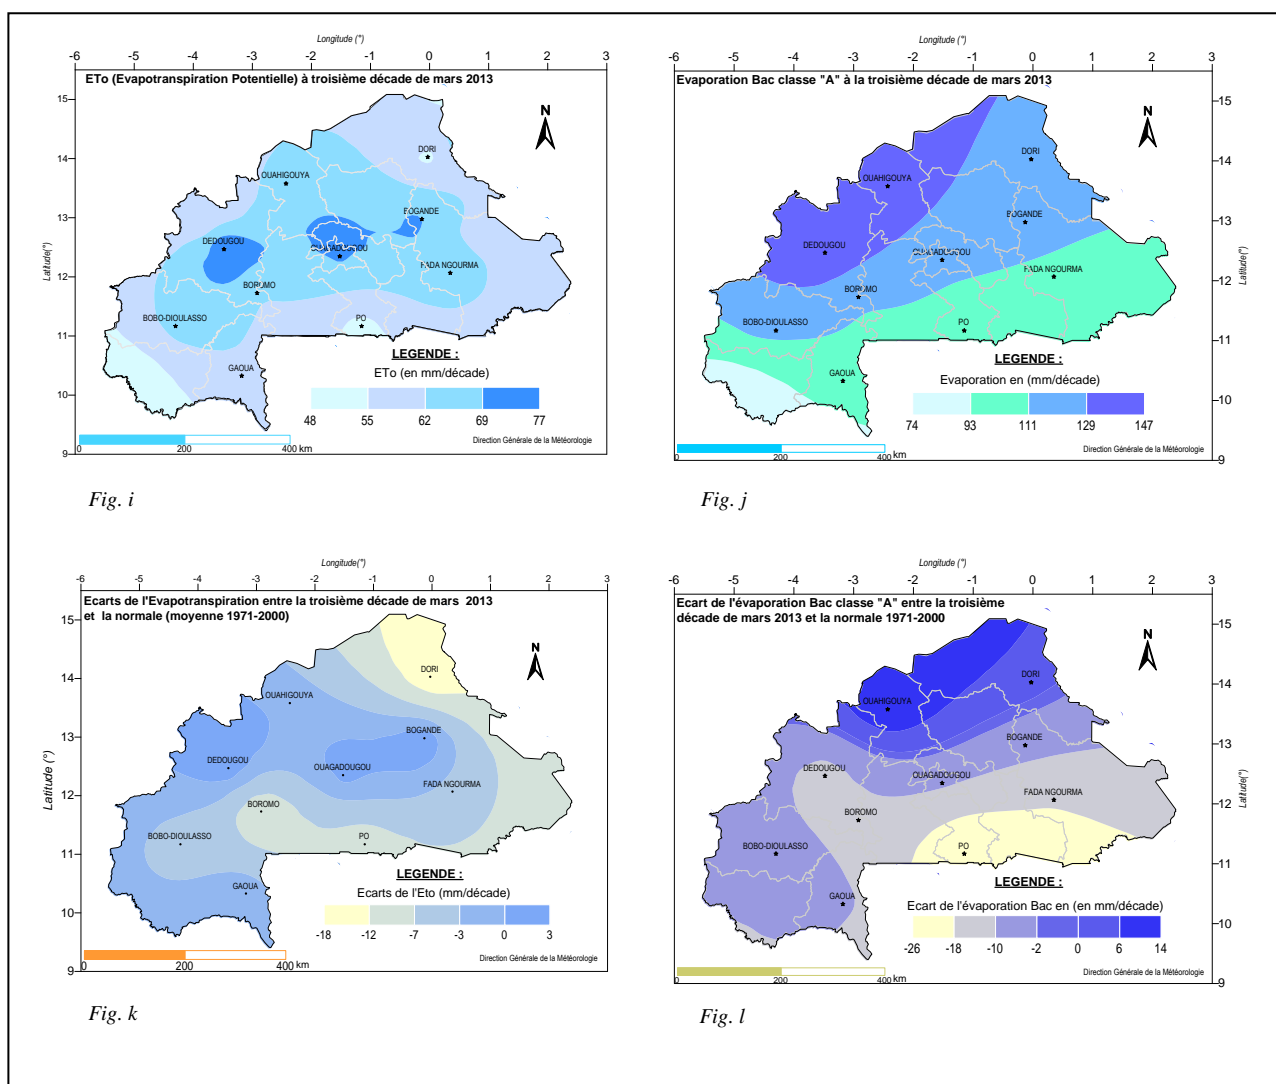 Longitude (°)
-6 -5 -4 -3 -2 -1 0 1 2 3
ETo (Evapotranspiration Potentielle) à troisième décade de mars 2013
15
14
13
12
11
10
9
Latitude(°)
N
DORI
OUAHIGOUYA
BOGANDE
DEDOUGOU
OUAGADOUGOU
FADA NGOURMA
BOROMO
BOBO-DIOULASSO
PO
GAOUA
LEGENDE :
ETo (en mm/décade)
48 55 62 69 77
0 200 400 km
Direction Générale de la Météorologie
Fig. i
Longitude (°)
-6 -5 -4 -3 -2 -1 0 1 2 3
Evaporation Bac classe "A" à la troisième décade de mars 2013
15
14
13
12
11
10
9
Latitude(°)
N
DORI
OUAHIGOUYA
BOGANDE
DEDOUGOU
OUAGADOUGOU
FADA NGOURMA
BOROMO
BOBO-DIOULASSO
PO
GAOUA
LEGENDE :
Evaporation en (mm/décade)
74 93 111 129 147
0 200 400 km
Direction Générale de la Météorologie
Fig. j
Longitude(°)
-6 -5 -4 -3 -2 -1 0 1 2 3
Ecarts de l'Evapotranspiration entre la troisième décade de mars 2013
et la normale (moyenne 1971-2000)
15
14
13
12
11
10
9
Latitude (°)
N
DORI
OUAHIGOUYA
BOGANDE
DEDOUGOU
OUAGADOUGOU
FADA NGOURMA
BOROMO
BOBO-DIOULASSO
PO
GAOUA
LEGENDE :
Ecarts de l'Eto (mm/décade)
-18 -12 -7 -3 0 3
0 200 400 km
Direction Générale de la Météorologie
Fig. k
Longitude(°)
-6 -5 -4 -3 -2 -1 0 1 2 3
Ecart de l'évaporation Bac classe "A" entre la troisième
décade de mars 2013 et la normale 1971-2000
15
14
13
12
11
10
9
Latitude(°)
N
DORI
OUAHIGOUYA
BOGANDE
DEDOUGOU
OUAGADOUGOU
FADA NGOURMA
BOROMO
BOBO-DIOULASSO
PO
GAOUA
LEGENDE :
Ecart de l'évaporation Bac en (en mm/décade)
-26 -18 -10 -2 0 6 14
0 200 400 km
Direction Générale de la Météorologie
Fig. l